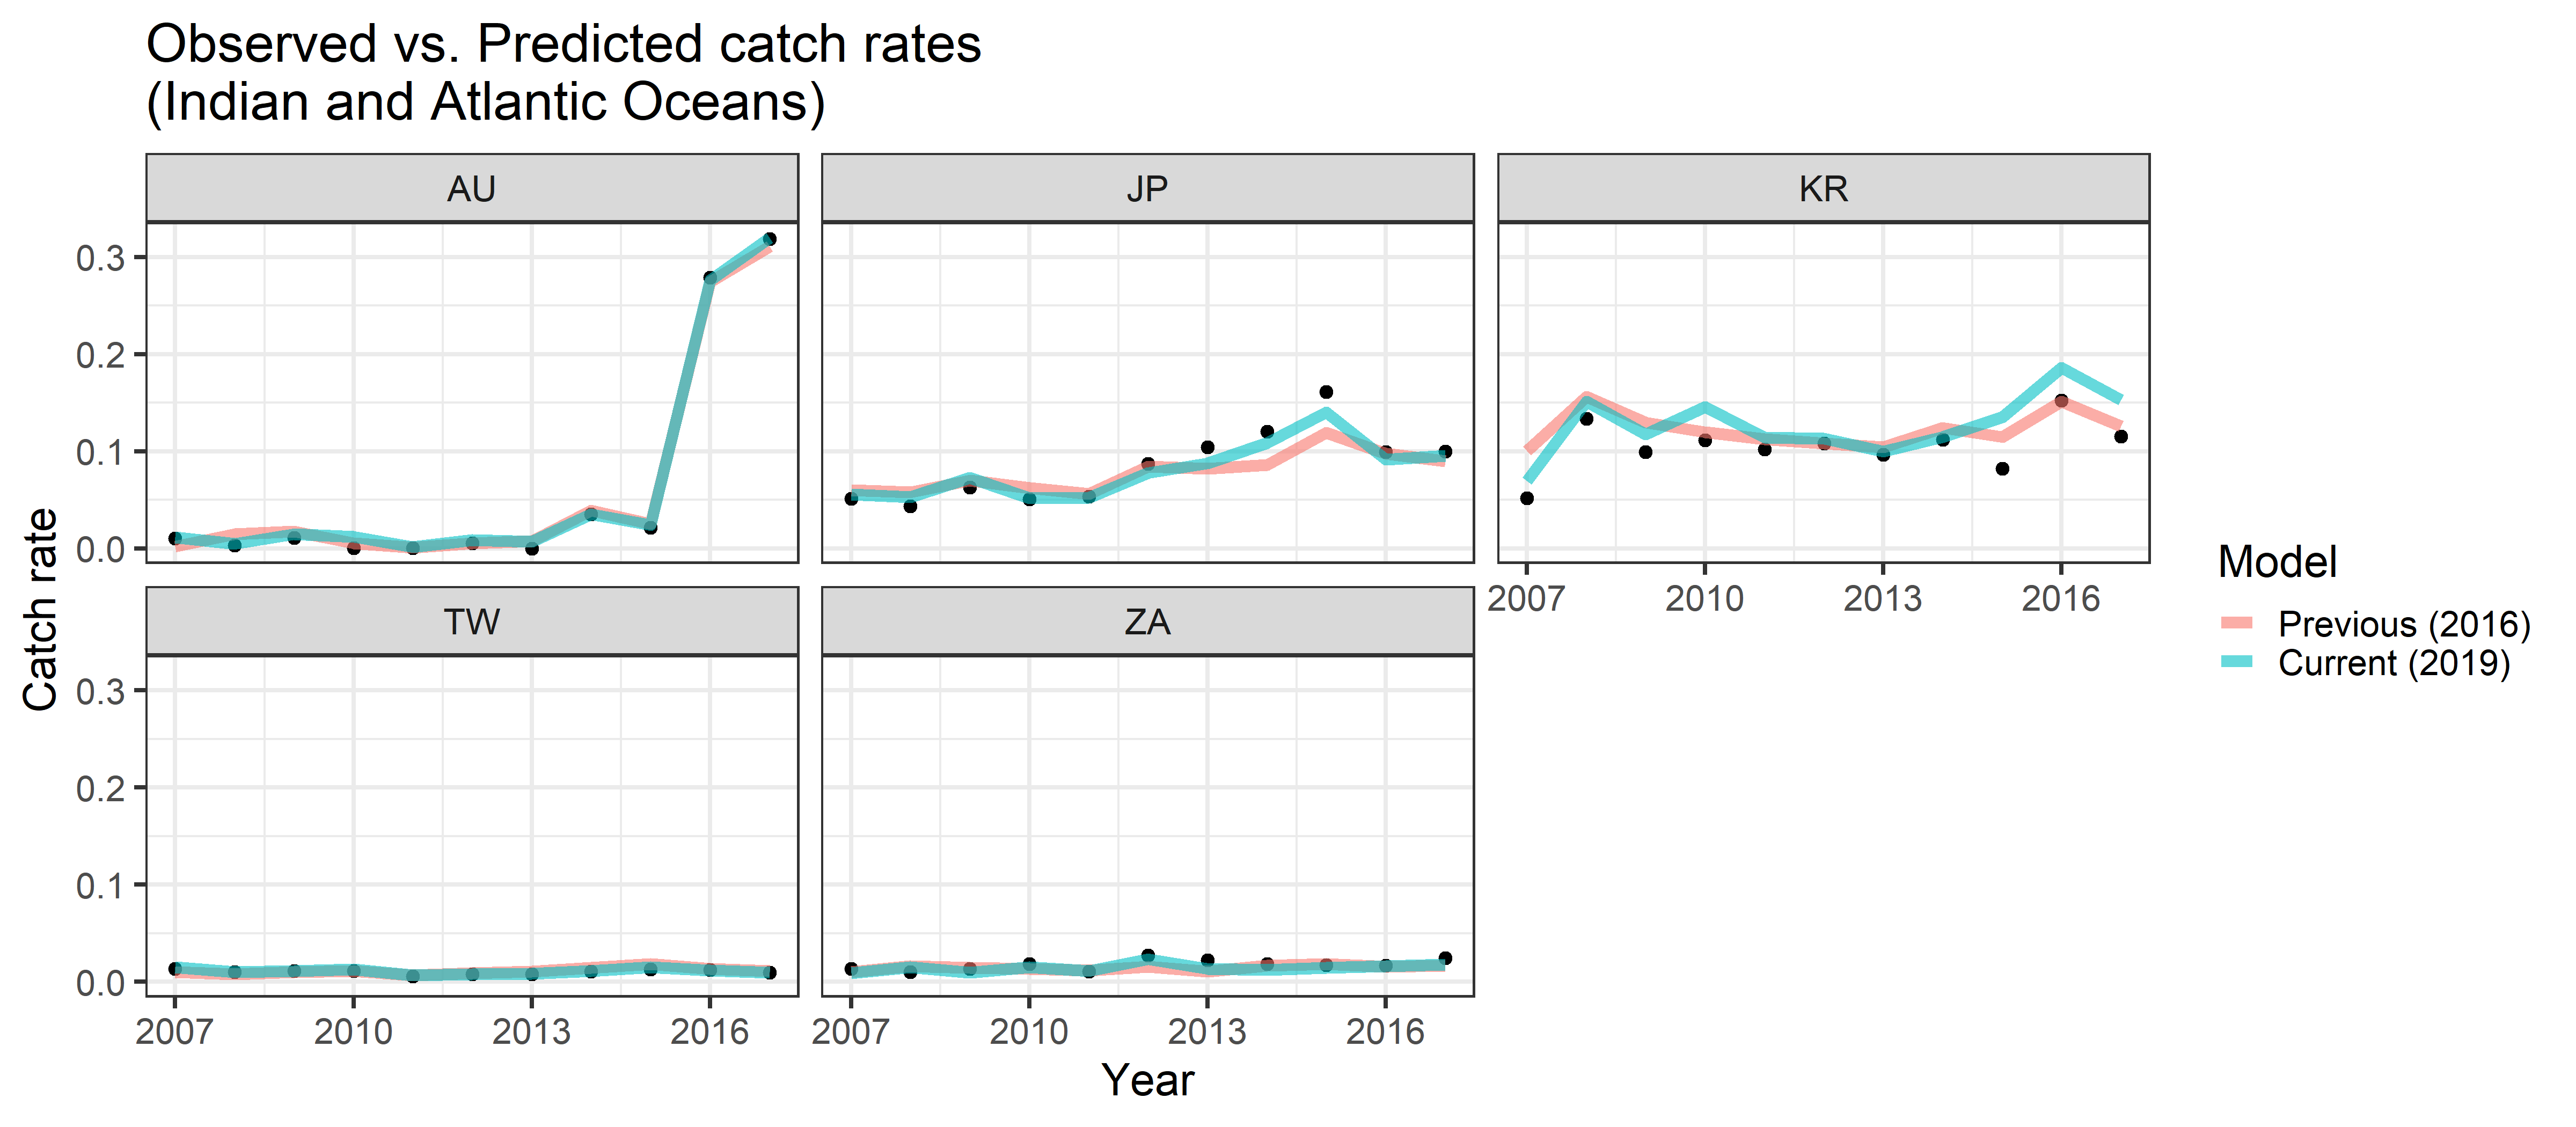 Observed vs. Predicted catch rates
(Indian and Atlantic Oceans)
AU
JP
KR
0.3
0.2
0.1
0.0
2007
2010
2013
2016
TW
ZA
0.3
0.2
0.1
0.0
2007
2010
2013
2016
2007
2010
2013
2016
Catch rate
Year
Model
Previous (2016)
Current (2019)